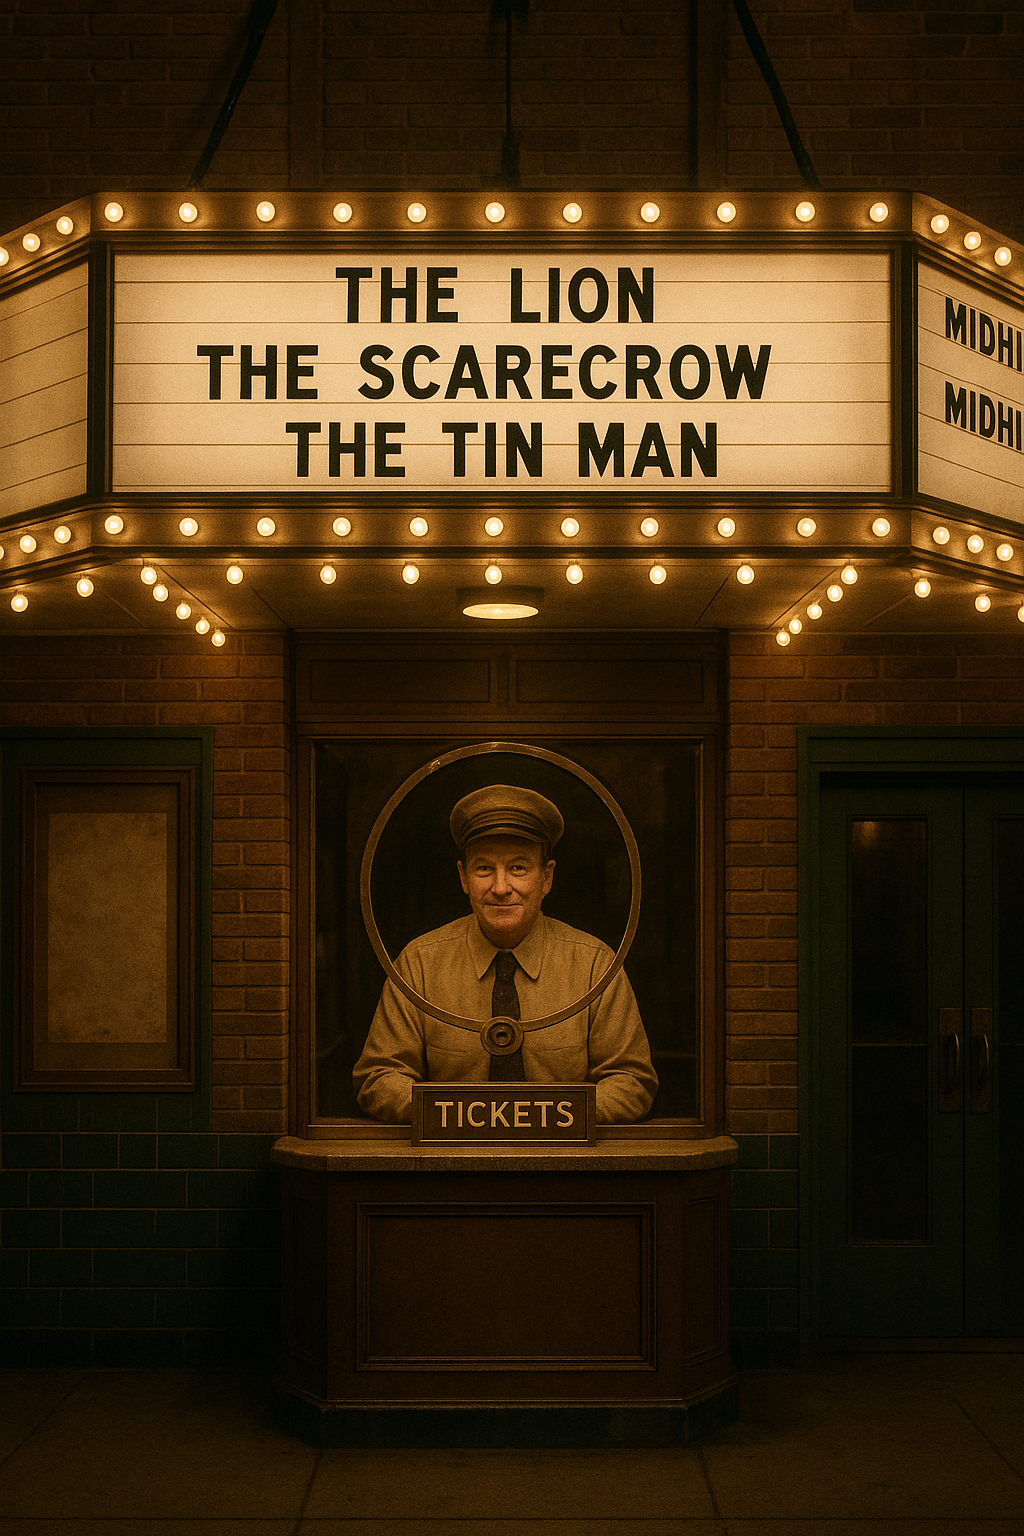 THE LION
THE SCARECROW
THE TIN MAN
MIDHI
MIDHI
TICKETS